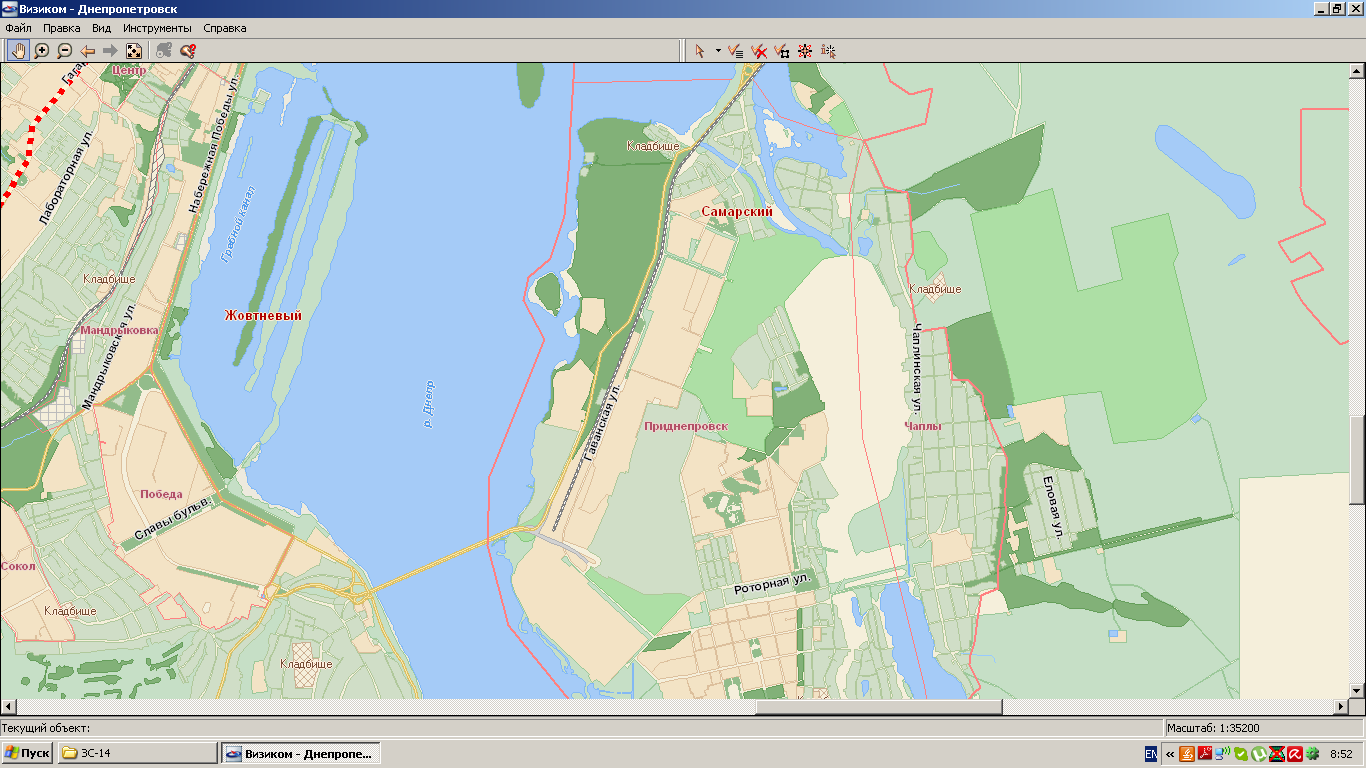 Визиком - Днепропетровск
Файл Правка Вид Инструменты Справка
Центр
Кладбище
Набережная Победы ул.
Лабораторная ул.
Гребной канал
Самарский
Кладбище
Кладбище
Жовтневый
Мандрыковка
Мандрыковская ул.
Чаплинская ул.
р. Днепр
Гаванская ул.
Приднепровск
Чаплы
Победа
Славы бульв.
Еловая ул.
Сокол
Роторная ул.
Кладбище
Кладбище
Текущий объект:
Масштаб: 1:35200
Пуск
ЗС-14
Визиком - Днепропе...
EN
«
8:52